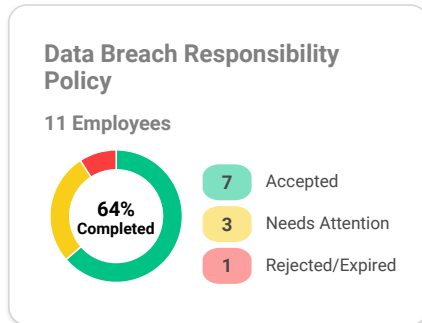 Data Breach Responsibility
Policy
11 Employees
64%
Completed
7 Accepted
3 Needs Attention
1 Rejected/Expired